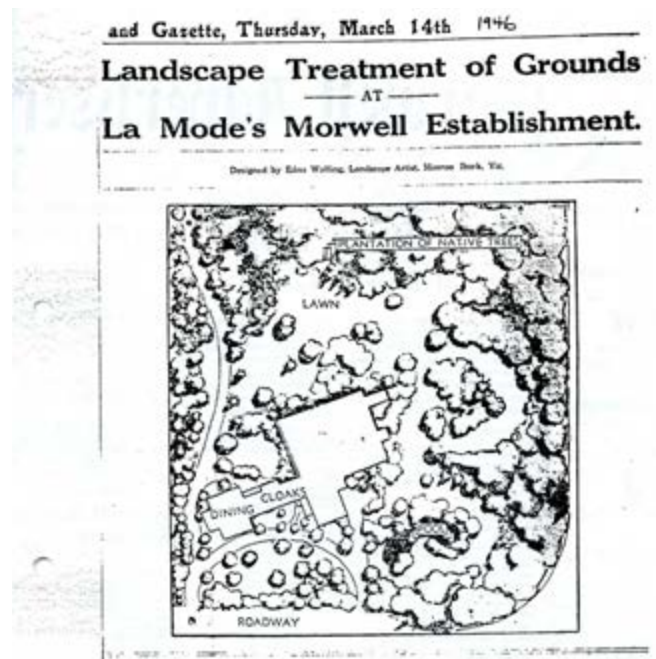 and Gazette, Thursday, March 14th 1946
Landscape Treatment of Grounds
AT
La Mode's Morwell Establishment.
Designed by Edna Walling, Landscape Artist, Vic.
PLANTATION OF NATIVE TREES
LAWN
CLOAKS
DINING
ROADWAY